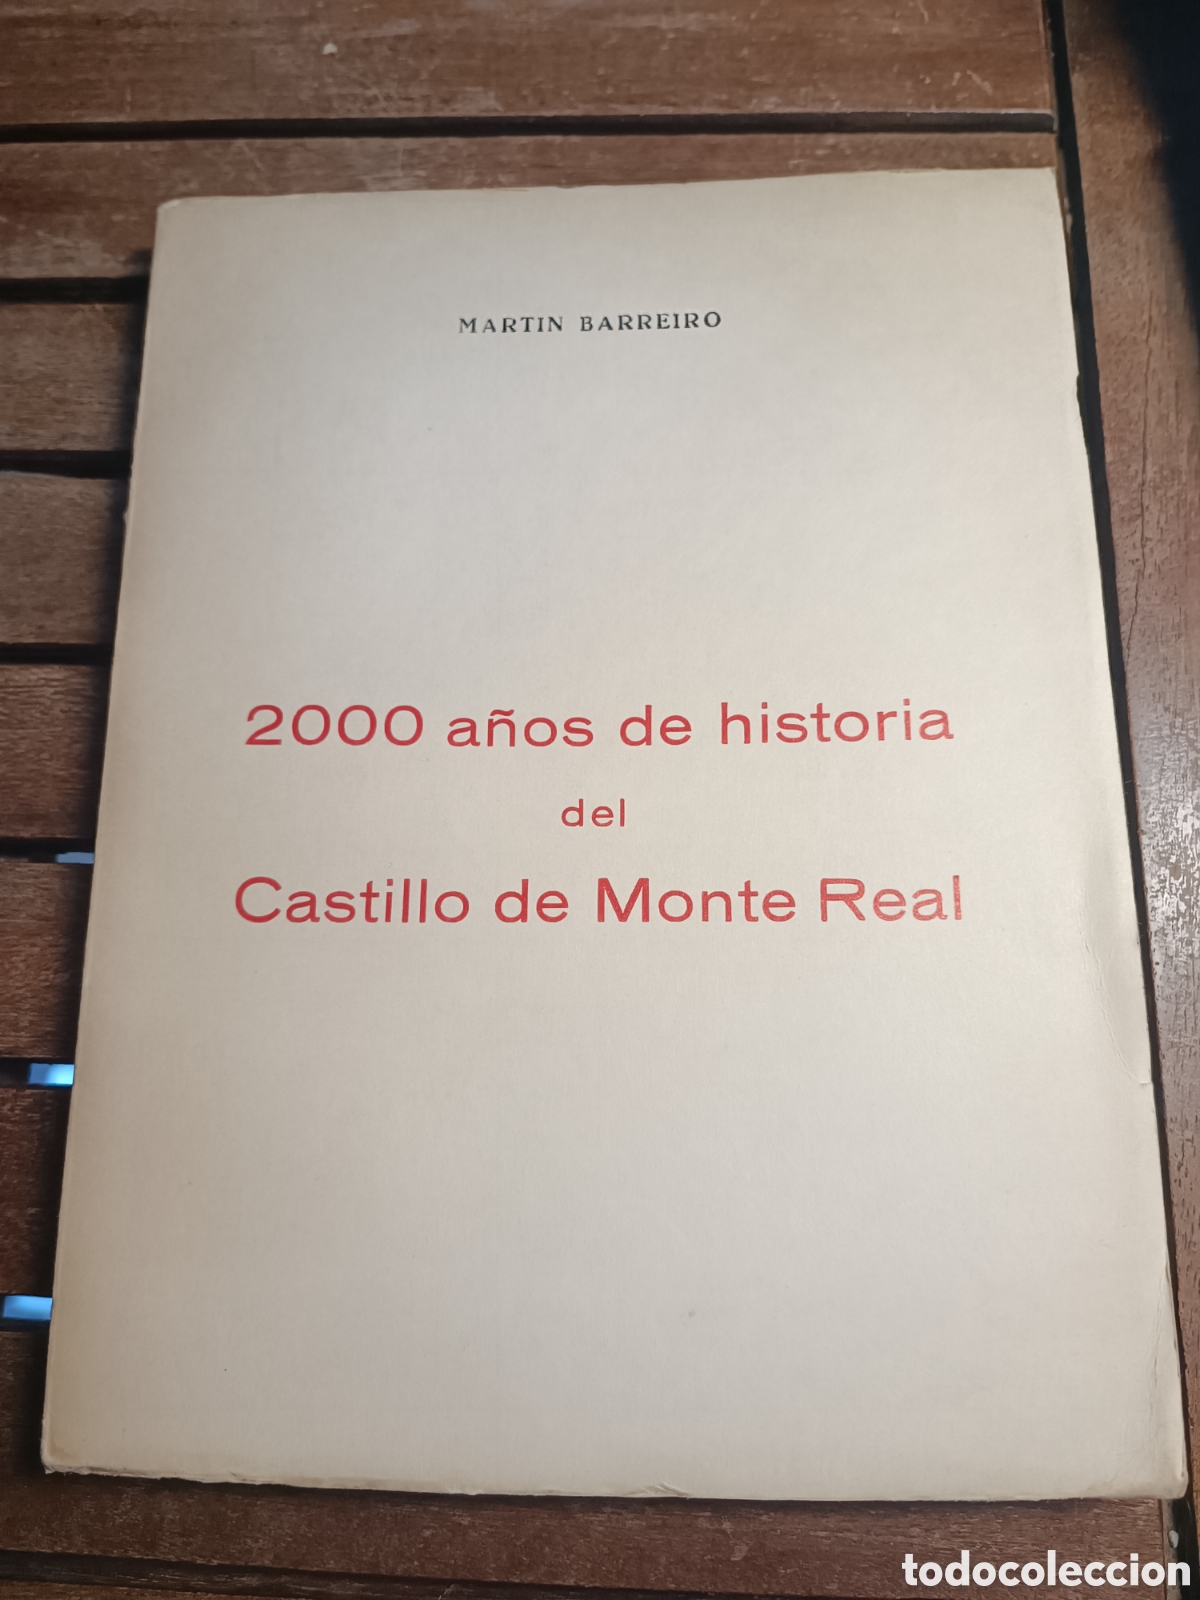 MARTIN BARREIRO
2000 años de historia
del
Castillo de Monte Real
todocoleccion